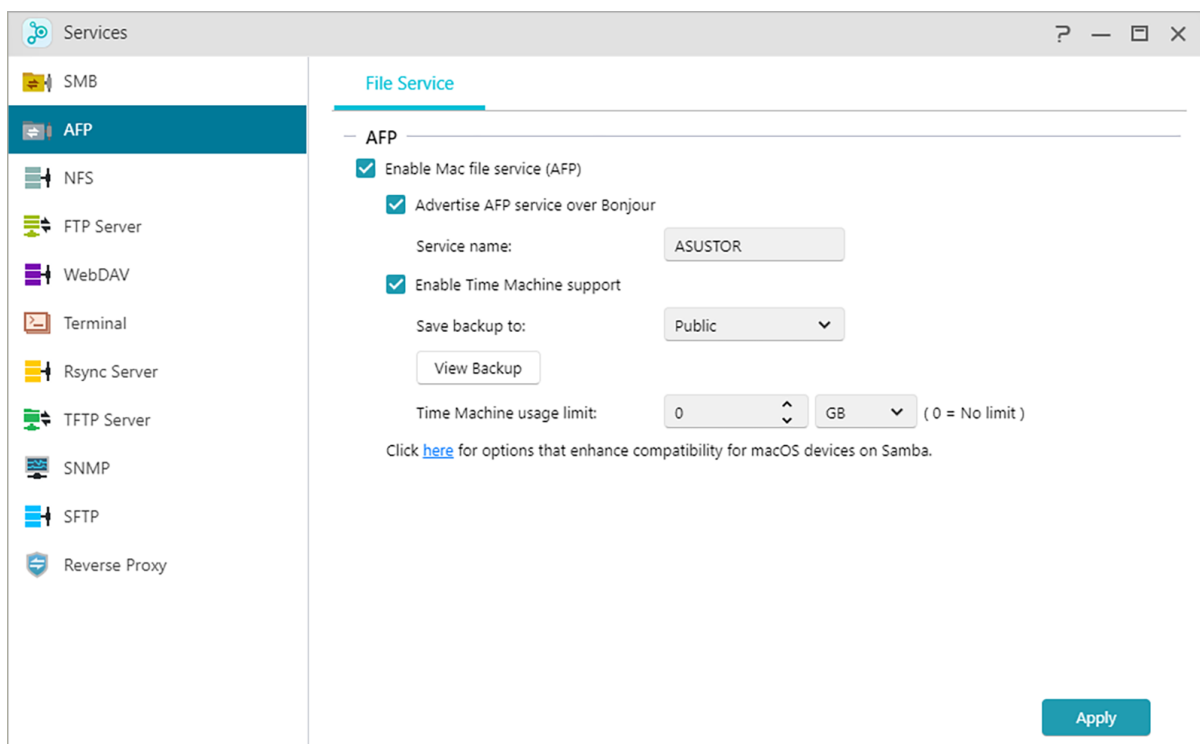 Services
SMB
AFP
NFS
FTP Server
WebDAV
Terminal
Rsync Server
TFTP Server
SNMP
SFTP
Reverse Proxy
File Service
AFP
Enable Mac file service (AFP)
Advertise AFP service over Bonjour
Service name: ASUSTOR
Enable Time Machine support
Save backup to: Public
View Backup
Time Machine usage limit: 0 GB ( 0 = No limit )
Click here for options that enhance compatibility for macOS devices on Samba.
Apply